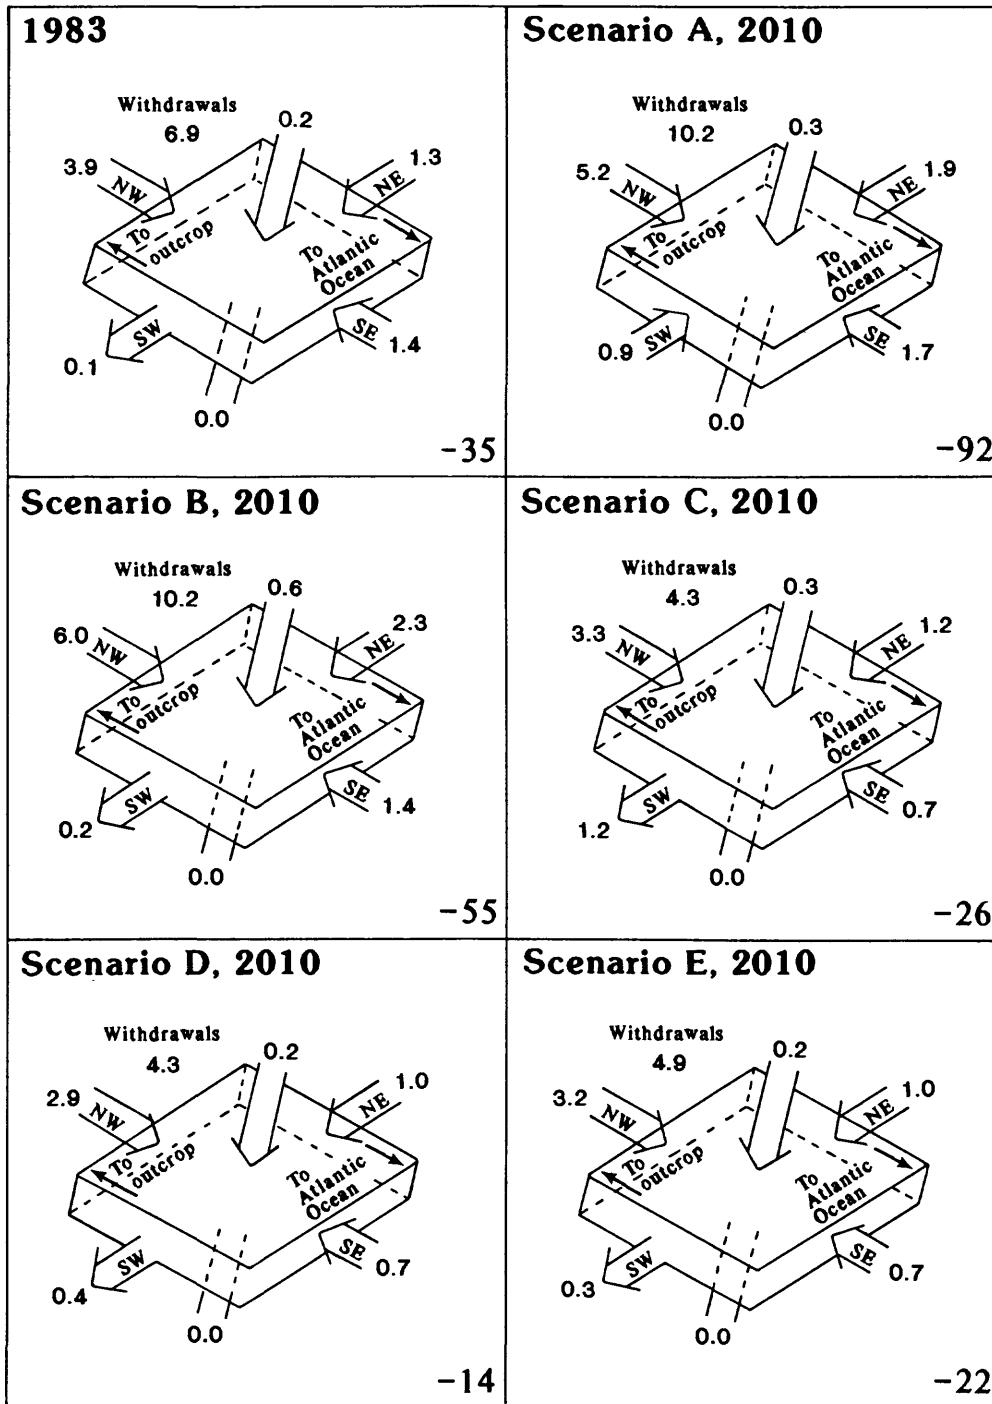 1983
Withdrawals
6.9
0.2
3.9
NW
1.3
NE
To
outcrop
To
Atlantic
Ocean
SW
0.1
SE
1.4
0.0
-35
Scenario A, 2010
Withdrawals
10.2
0.3
5.2
NW
1.9
NE
To
outcrop
To
Atlantic
Ocean
0.9
SW
SE
1.7
0.0
-92
Scenario B, 2010
Withdrawals
10.2
0.6
6.0
NW
2.3
NE
To
outcrop
To
Atlantic
Ocean
SW
0.2
SE
1.4
0.0
-55
Scenario C, 2010
Withdrawals
4.3
0.3
3.3
NW
1.2
NE
To
outcrop
To
Atlantic
Ocean
SW
1.2
SE
0.7
0.0
-26
Scenario D, 2010
Withdrawals
4.3
0.2
2.9
NW
1.0
NE
To
outcrop
To
Atlantic
Ocean
SW
0.4
SE
0.7
0.0
-14
Scenario E, 2010
Withdrawals
4.9
0.2
3.2
NW
1.0
NE
To
outcrop
To
Atlantic
Ocean
SW
0.3
SE
0.7
0.0
-22